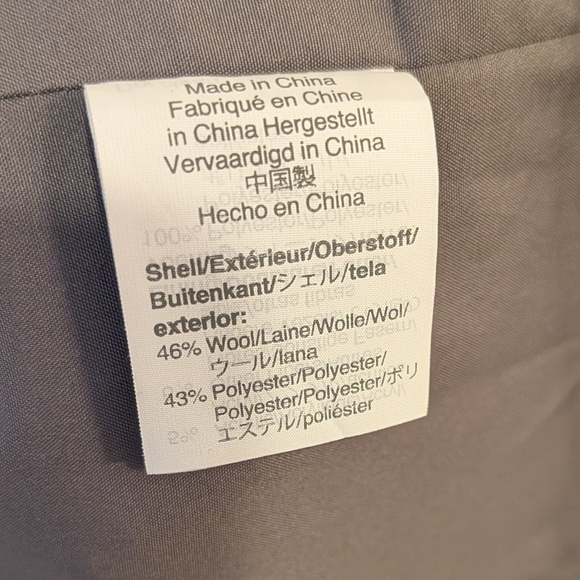 Made in China
Fabriqué en Chine
in China Hergestellt
Vervaardigd in China
中国製
Hecho en China
Shell/Extérieur/Oberstoff/
Buitenkant/シェル/tela
exterior:
46% Wool/Laine/Wolle/Wol/
ウール/lana
43% Polyester/Polyester/
Polyester/Polyester/ポリ
エステル/poliéster